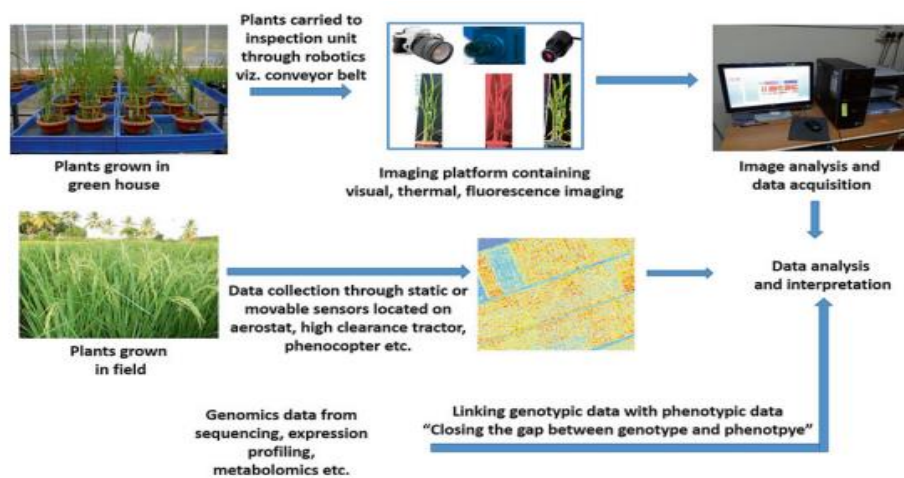 Plants carried to
inspection unit
through robotics
viz. conveyor belt
Plants grown in
green house
Imaging platform containing
visual, thermal, fluorescence imaging
Image analysis and
data acquisition
Data collection through static or
movable sensors located on
aerostat, high clearance tractor,
phenocopter etc.
Plants grown
in field
Data analysis
and interpretation
Genomics data from
sequencing, expression
profiling,
metabolomics etc.
Linking genotypic data with phenotypic data
“Closing the gap between genotype and phenotpye”